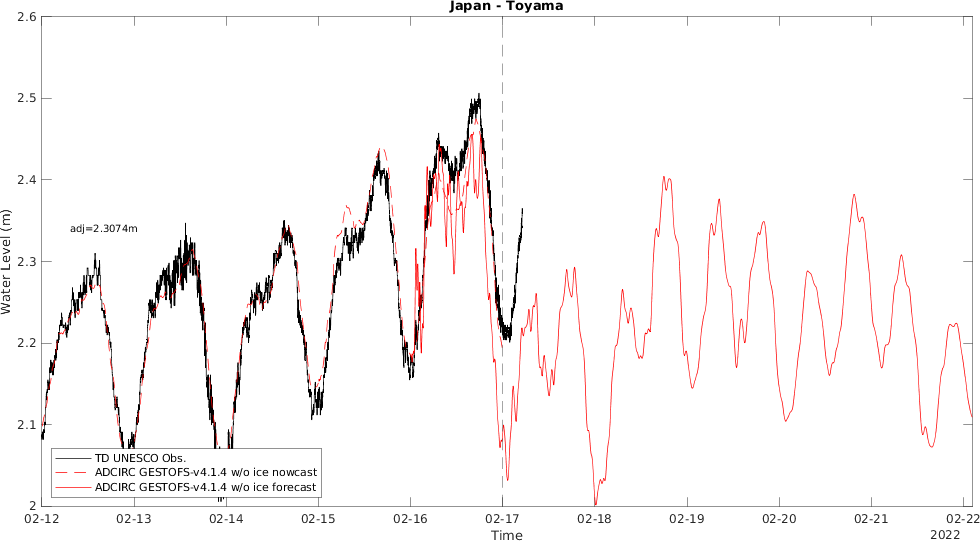 Japan - Toyama
2.6
2.5
2.4
2.3
2.2
2.1
2
Water Level (m)
adj=2.3074m
TD UNESCO Obs.
ADCIRC GESTOFS-v4.1.4 w/o ice nowcast
ADCIRC GESTOFS-v4.1.4 w/o ice forecast
02-12 02-13 02-14 02-15 02-16 02-17 02-18 02-19 02-20 02-21 02-22
Time 2022